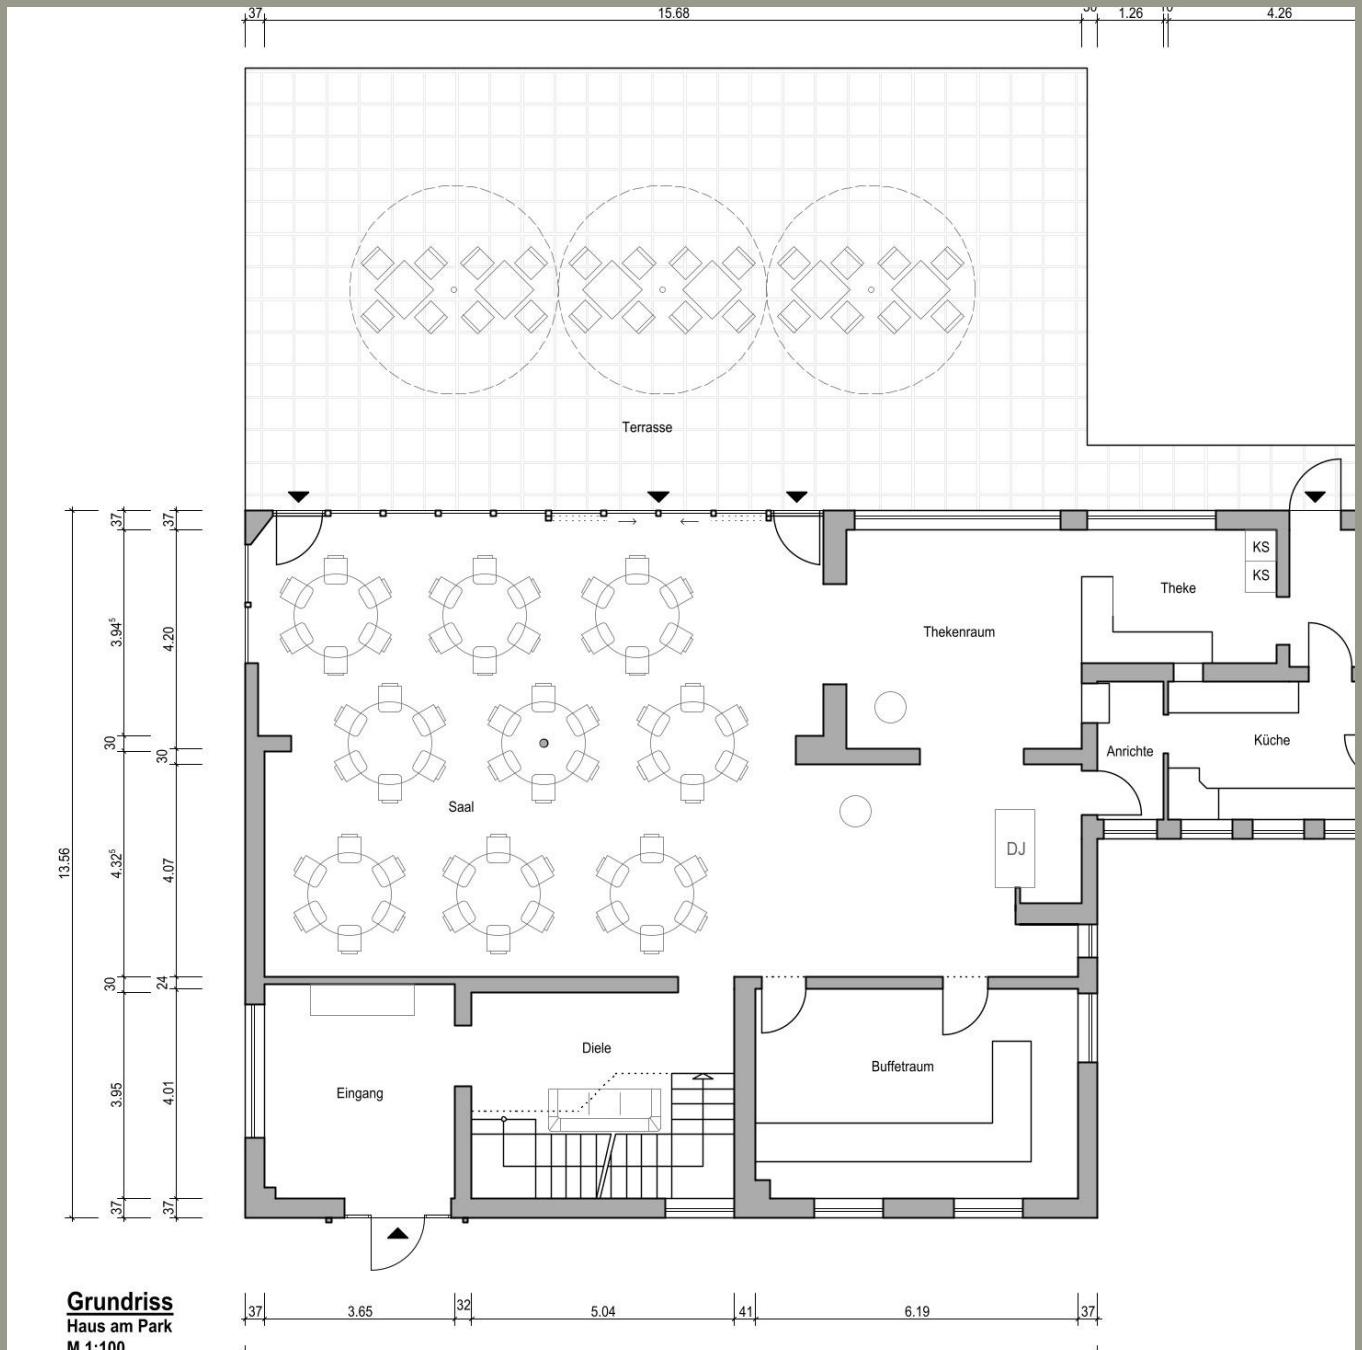 37
15.68
1.26
4.26
Terrasse
KS
KS
Theke
Thekenraum
Anrichte
Küche
Saal
DJ
Diele
Eingang
Buffetraum
37
3.94⁵
30
4.32⁵
30
3.95
37
37
4.20
30
4.07
24
4.01
37
13.56
37
3.65
32
5.04
41
6.19
37
Grundriss
Haus am Park
M 1:100